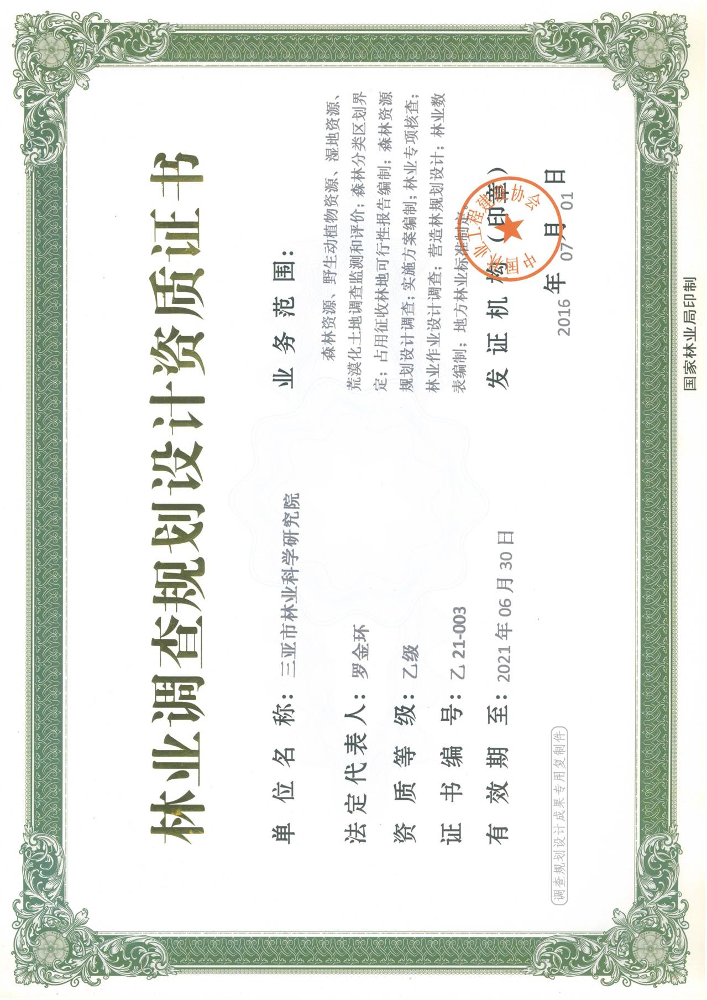 林业调查规划设计资质证书
单位名称：三亚市林业科学研究院
法定代表人：罗金环
资质等级：乙级
证书编号：乙 21-003
有效期至：2021 年 06 月 30 日
调查规划设计成果专用复制件
业务范围：
森林资源、野生动植物资源、湿地资源、
荒漠化土地调查监测和评价；森林分类区划界
定；占用征收林地可行性报告编制；森林资源
规划设计调查；实施方案编制；林业专项核查；
林业作业设计调查；营造林规划设计；林业数
表编制；地方林业标准制定。
发证机构（印章）
中国林业工程建设协会
2016年07月01日
国家林业局印制